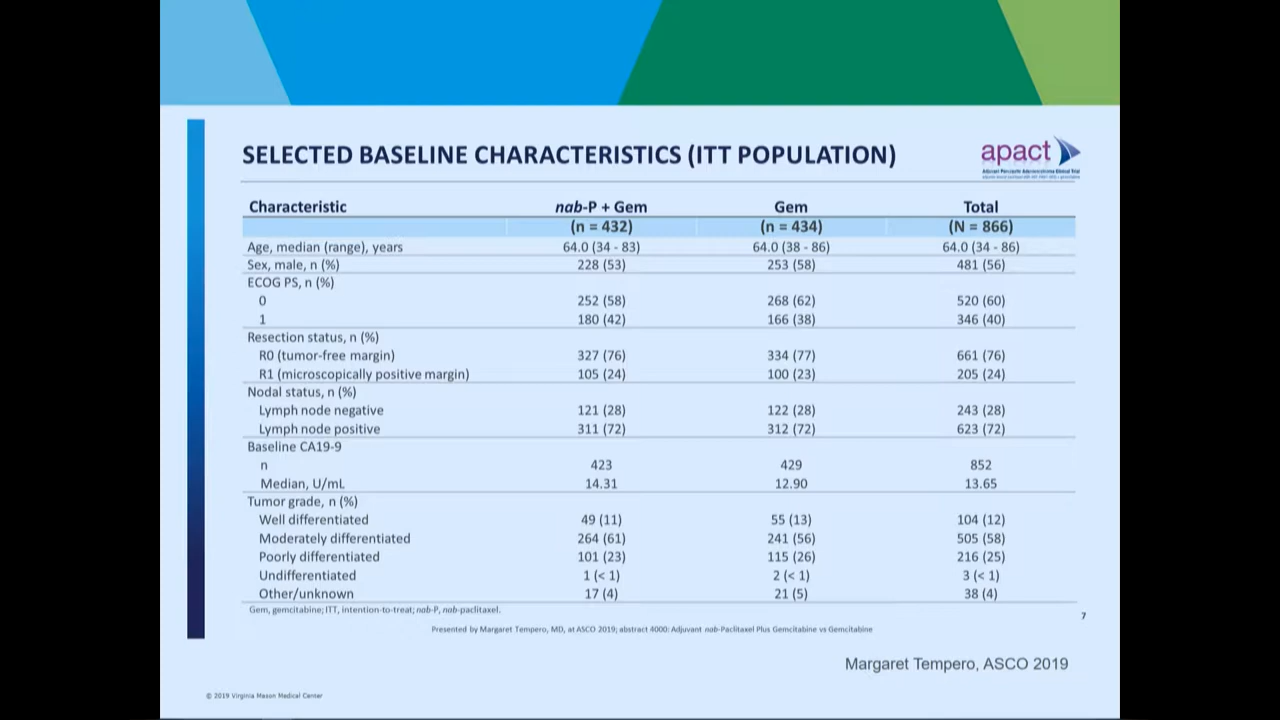 SELECTED BASELINE CHARACTERISTICS (ITT POPULATION)
apact
Characteristic nab-P + Gem Gem Total
(n = 432) (n = 434) (N = 866)
Age, median (range), years 64.0 (34 - 83) 64.0 (38 - 86) 64.0 (34 - 86)
Sex, male, n (%) 228 (53) 253 (58) 481 (56)
ECOG PS, n (%)
0 252 (58) 268 (62) 520 (60)
1 180 (42) 166 (38) 346 (40)
Resection status, n (%)
R0 (tumor-free margin) 327 (76) 334 (77) 661 (76)
R1 (microscopically positive margin) 105 (24) 100 (23) 205 (24)
Nodal status, n (%)
Lymph node negative 121 (28) 122 (28) 243 (28)
Lymph node positive 311 (72) 312 (72) 623 (72)
Baseline CA19-9
n 423 429 852
Median, U/mL 14.31 12.90 13.65
Tumor grade, n (%)
Well differentiated 49 (11) 55 (13) 104 (12)
Moderately differentiated 264 (61) 241 (56) 505 (58)
Poorly differentiated 101 (23) 115 (26) 216 (25)
Undifferentiated 1 (< 1) 2 (< 1) 3 (< 1)
Other/unknown 17 (4) 21 (5) 38 (4)
Gem, gemcitabine; ITT, intention-to-treat; nab-P, nab-paclitaxel.
7
Presented by Margaret Tempero, MD, at ASCO 2019; abstract 4000: Adjuvant nab-Paclitaxel Plus Gemcitabine vs Gemcitabine
Margaret Tempero, ASCO 2019
© 2019 Virginia Mason Medical Center